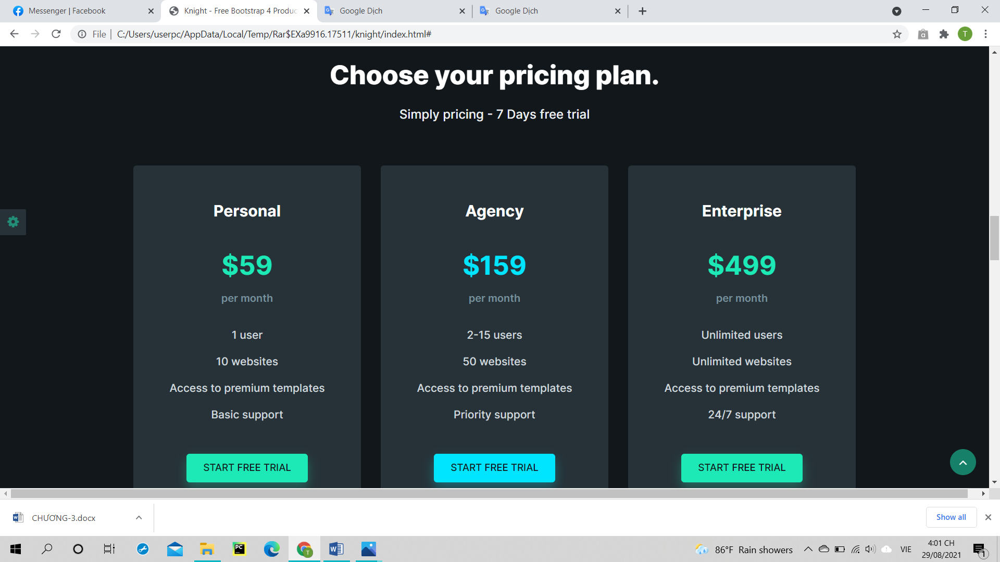 Messenger | Facebook
Knight - Free Bootstrap 4 Produc
Google Dịch
Google Dịch
File
C:/Users/userpc/AppData/Local/Temp/Rar$EXa9916.17511/knight/index.html#
T
Choose your pricing plan.
Simply pricing - 7 Days free trial
Personal
$59
per month
1 user
10 websites
Access to premium templates
Basic support
START FREE TRIAL
Agency
$159
per month
2-15 users
50 websites
Access to premium templates
Priority support
START FREE TRIAL
Enterprise
$499
per month
Unlimited users
Unlimited websites
Access to premium templates
24/7 support
START FREE TRIAL
CHƯƠNG-3.docx
Show all
86°F Rain showers
VIE
4:01 CH
29/08/2021
1